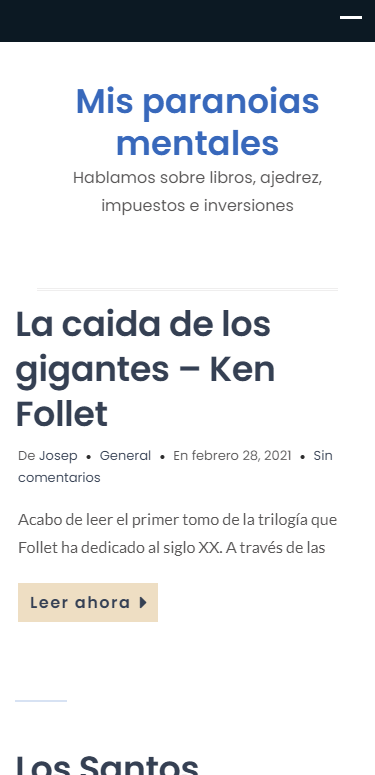 Mis paranoias
mentales
Hablamos sobre libros, ajedrez,
impuestos e inversiones
La caida de los
gigantes – Ken
Follet
De Josep • General • En febrero 28, 2021 • Sin
comentarios
Acabo de leer el primer tomo de la trilogía que
Follet ha dedicado al siglo XX. A través de las
Leer ahora
Los Santos